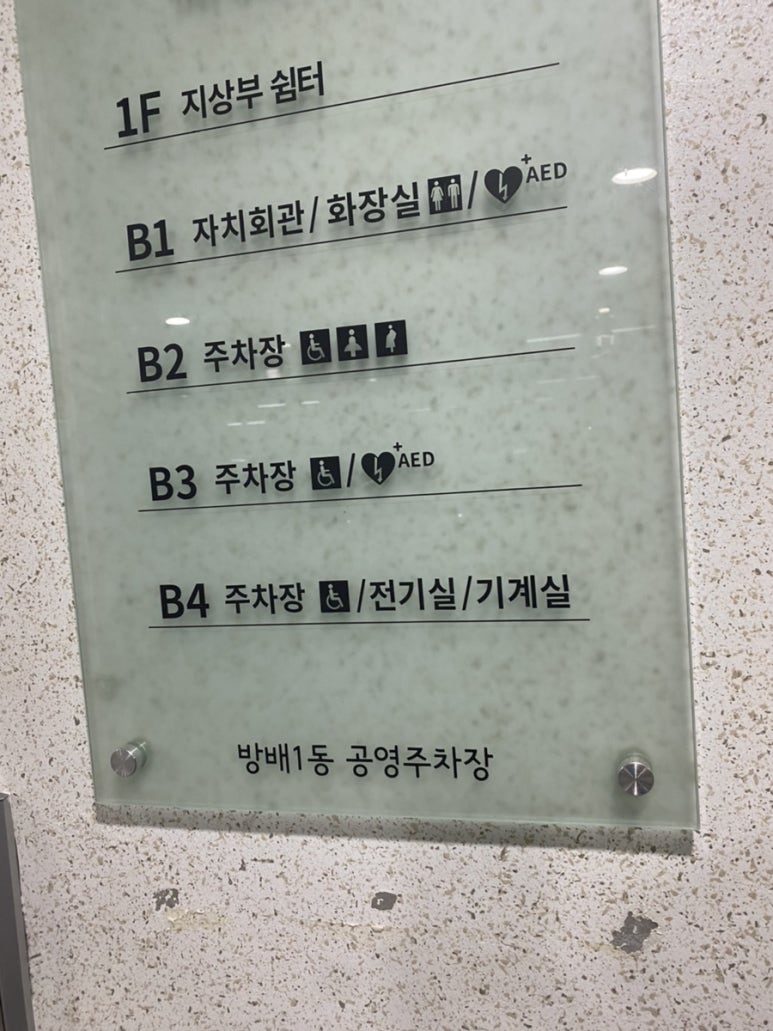 1F 지상부 쉼터
B1 자치회관/화장실 / AED
B2 주차장
B3 주차장 / AED
B4 주차장 /전기실/기계실
방배1동 공영주차장